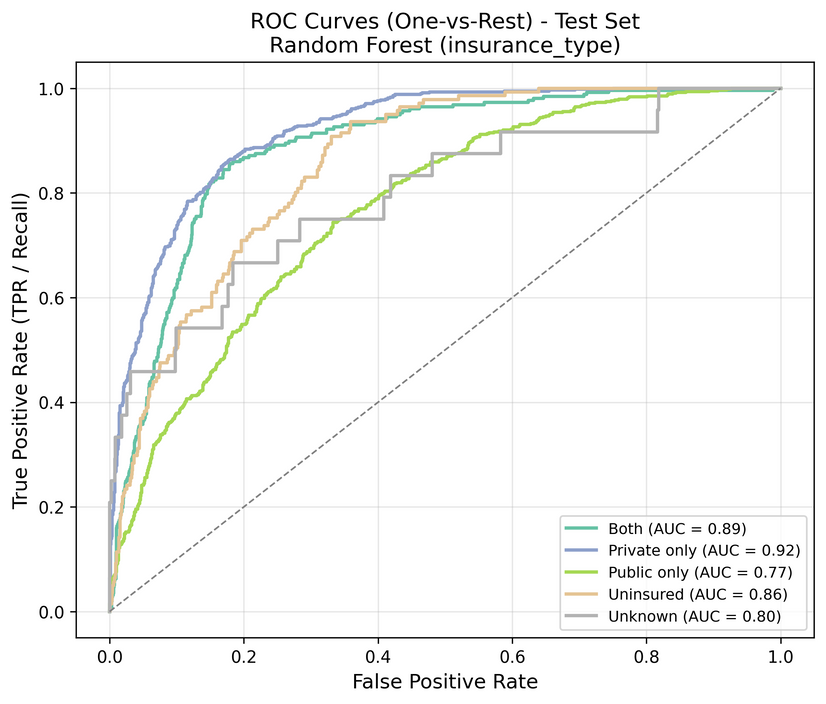 ROC Curves (One-vs-Rest) - Test Set
Random Forest (insurance_type)
True Positive Rate (TPR / Recall)
1.0
0.8
0.6
0.4
0.2
0.0
Both (AUC = 0.89)
Private only (AUC = 0.92)
Public only (AUC = 0.77)
Uninsured (AUC = 0.86)
Unknown (AUC = 0.80)
0.0 0.2 0.4 0.6 0.8 1.0
False Positive Rate